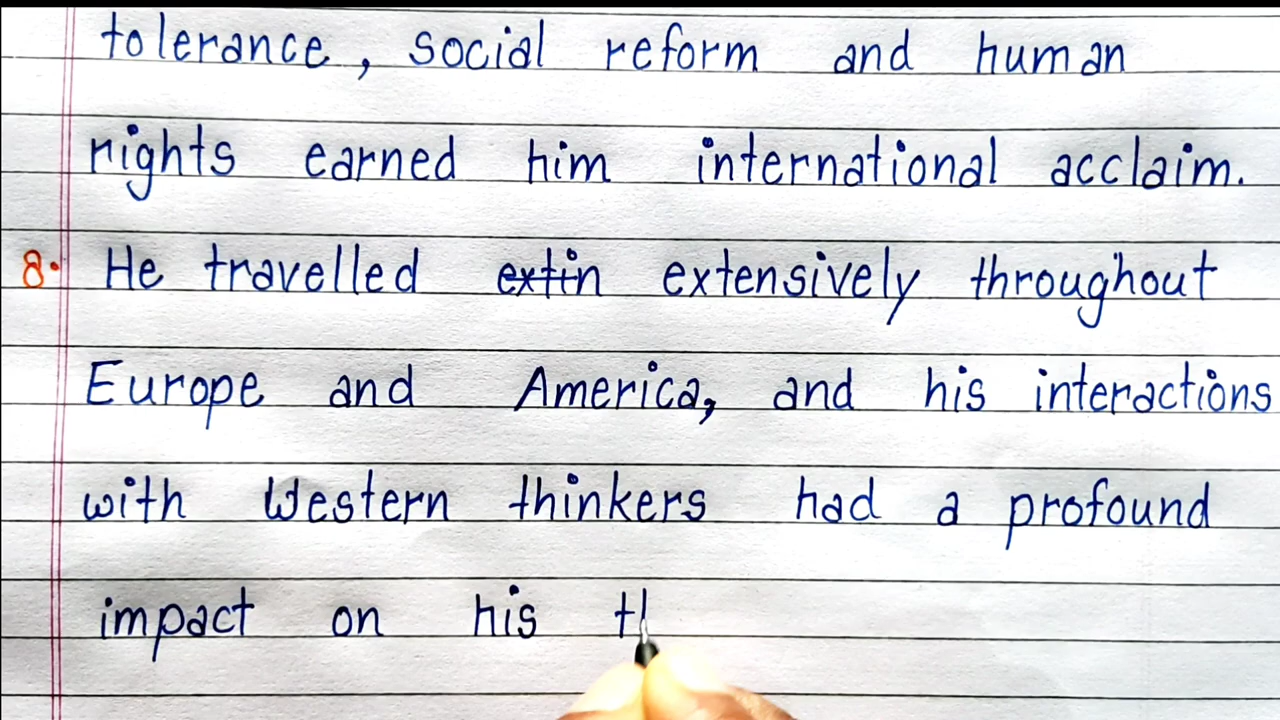 tolerance, social reform and human
rights earned him international acclaim.
8. He travelled extin extensively throughout
Europe and America, and his interactions
with Western thinkers had a profound
impact on his th